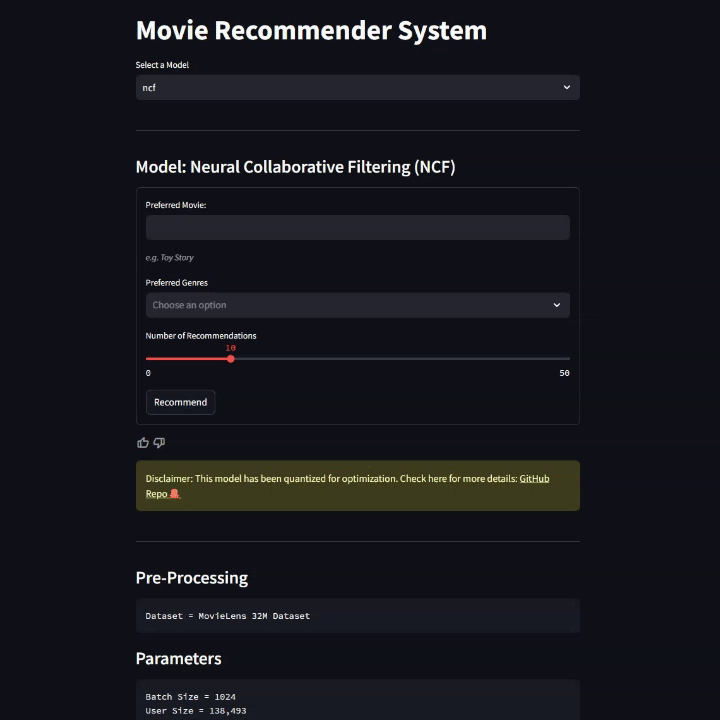 Movie Recommender System
Select a Model
ncf
Model: Neural Collaborative Filtering (NCF)
Preferred Movie:
e.g. Toy Story
Preferred Genres
Choose an option
Number of Recommendations
10
0 50
Recommend
Disclaimer: This model has been quantized for optimization. Check here for more details: GitHub
Repo
Pre-Processing
Dataset = MovieLens 32M Dataset
Parameters
Batch Size = 1024
User Size = 138,493